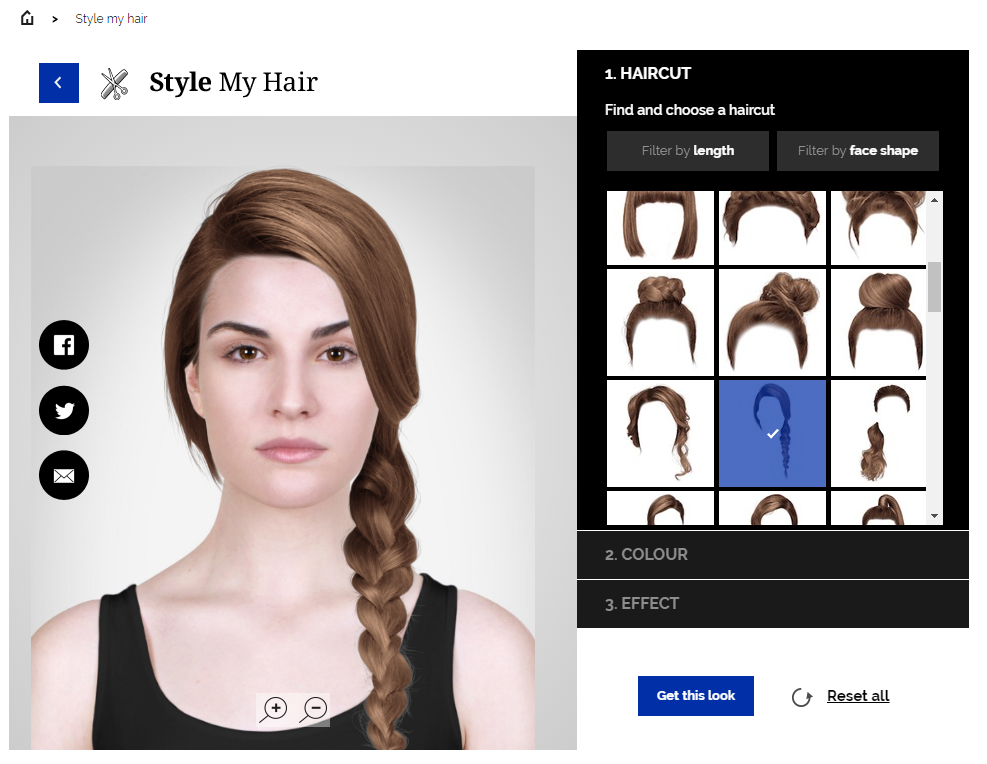 Style my hair
Style My Hair
1. HAIRCUT
Find and choose a haircut
Filter by length
Filter by face shape
2. COLOUR
3. EFFECT
Get this look
Reset all